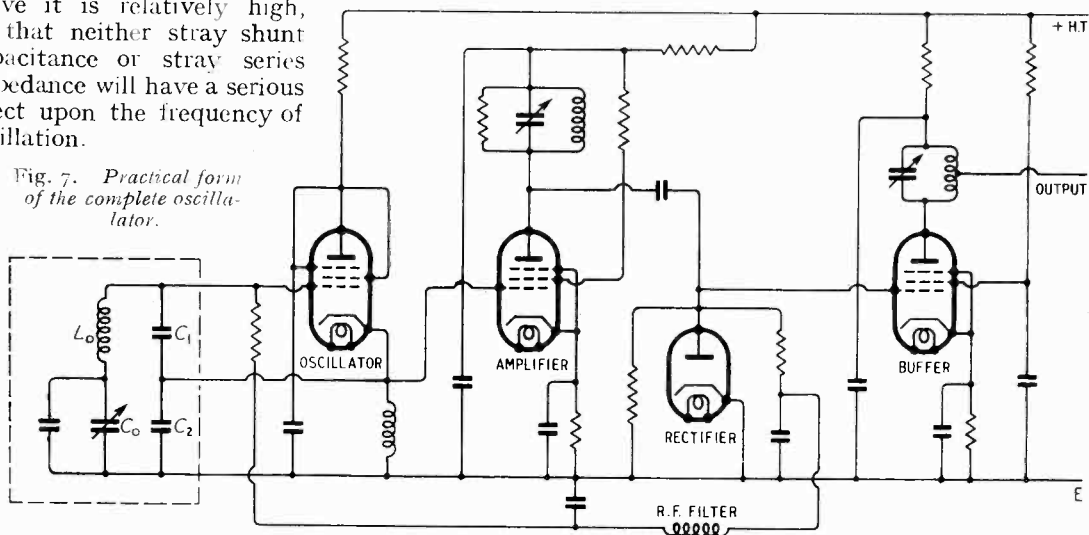 ve it is relatively high,
that neither stray shunt
pacitance or stray series
pedance will have a serious
ect upon the frequency of
illation.
Fig. 7. Practical form
of the complete oscilla-
tor.
+ H.T
OUTPUT
OSCILLATOR
AMPLIFIER
RECTIFIER
BUFFER
L₀
C₁
C₀
C₂
R.F. FILTER
E